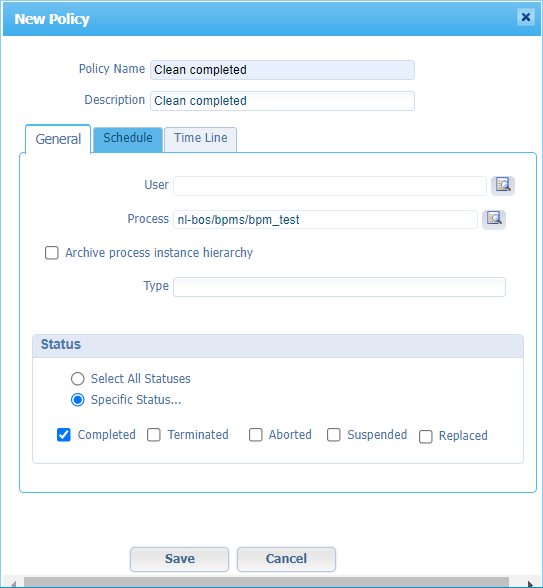 New Policy
Policy Name Clean completed
Description Clean completed
General Schedule Time Line
User
Process nl-bos/bpms/bpm_test
Archive process instance hierarchy
Type
Status
Select All Statuses
Specific Status...
Completed Terminated Aborted Suspended Replaced
Save Cancel